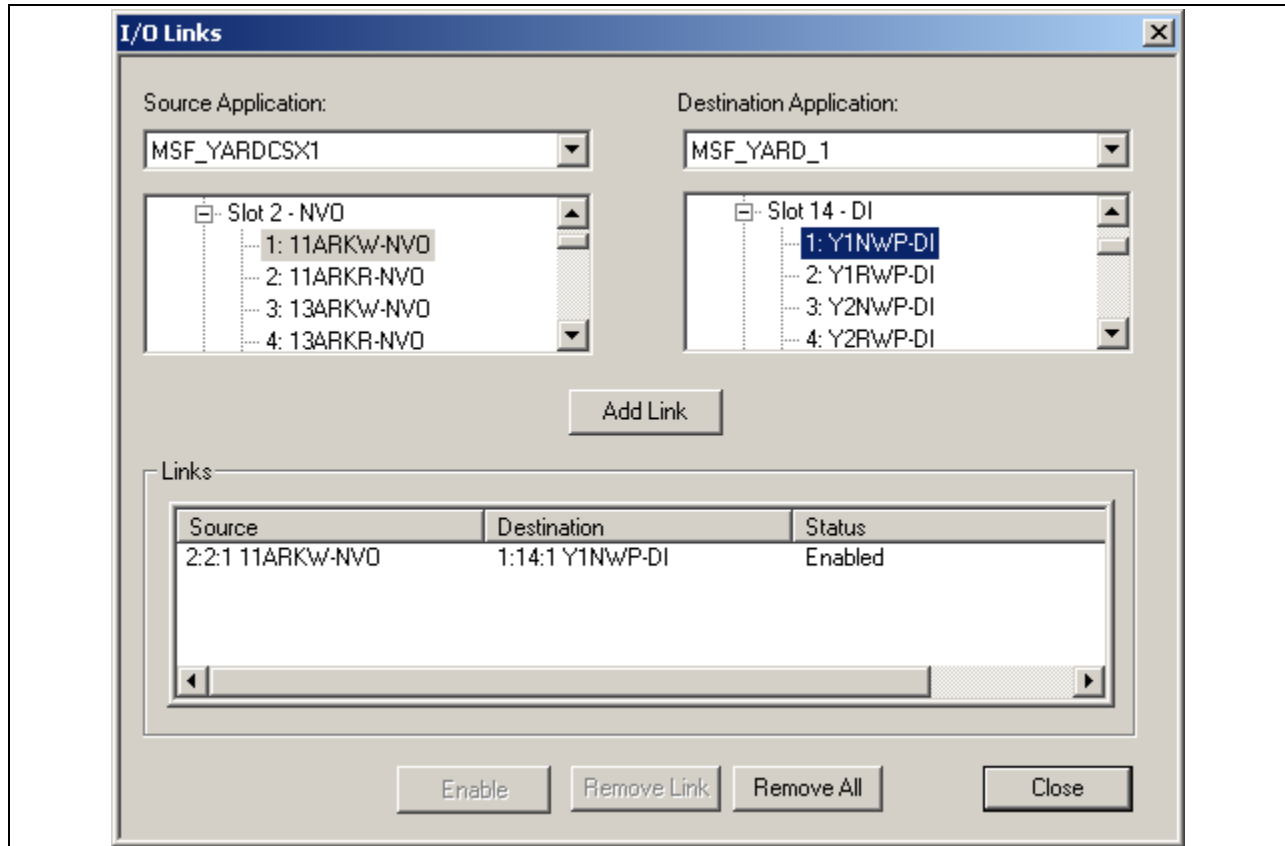 I/O Links
Source Application:
Destination Application:
MSF_YARDCSX1
MSF_YARD_1
Slot 2 - NVO
1: 11ARKW-NVO
2: 11ARKR-NVO
3: 13ARKW-NVO
4: 13ARKR-NVO
Slot 14 - DI
1: Y1NWP-DI
2: Y1RWP-DI
3: Y2NWP-DI
4: Y2RWP-DI
Add Link
Links
Source Destination Status
2:2:1 11ARKW-NVO 1:14:1 Y1NWP-DI Enabled
Enable Remove Link Remove All Close